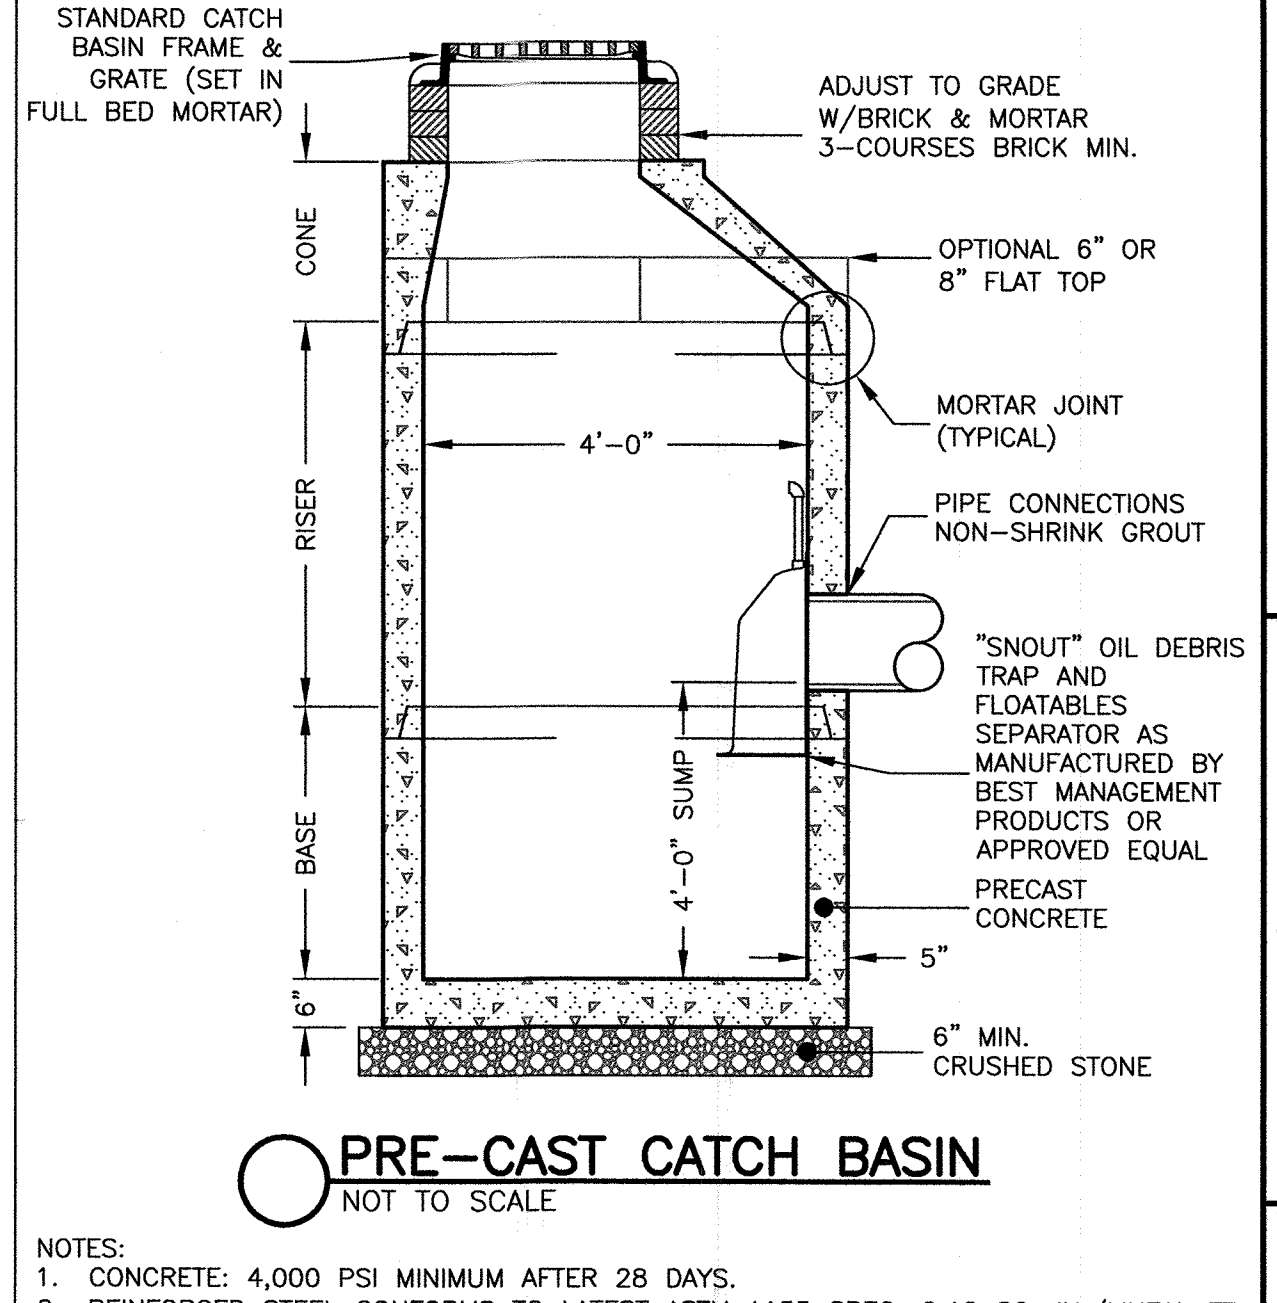 STANDARD CATCH
BASIN FRAME &
GRATE (SET IN
FULL BED MORTAR)
ADJUST TO GRADE
W/BRICK & MORTAR
3-COURSES BRICK MIN.
CONE
OPTIONAL 6" OR
8" FLAT TOP
MORTAR JOINT
(TYPICAL)
4'-0"
RISER
PIPE CONNECTIONS
NON-SHRINK GROUT
"SNOUT" OIL DEBRIS
TRAP AND
FLOATABLES
SEPARATOR AS
MANUFACTURED BY
BEST MANAGEMENT
PRODUCTS OR
APPROVED EQUAL
BASE
4'-0" SUMP
PRECAST
CONCRETE
5"
6"
6" MIN.
CRUSHED STONE
PRE-CAST CATCH BASIN
NOT TO SCALE
NOTES:
1. CONCRETE: 4,000 PSI MINIMUM AFTER 28 DAYS.